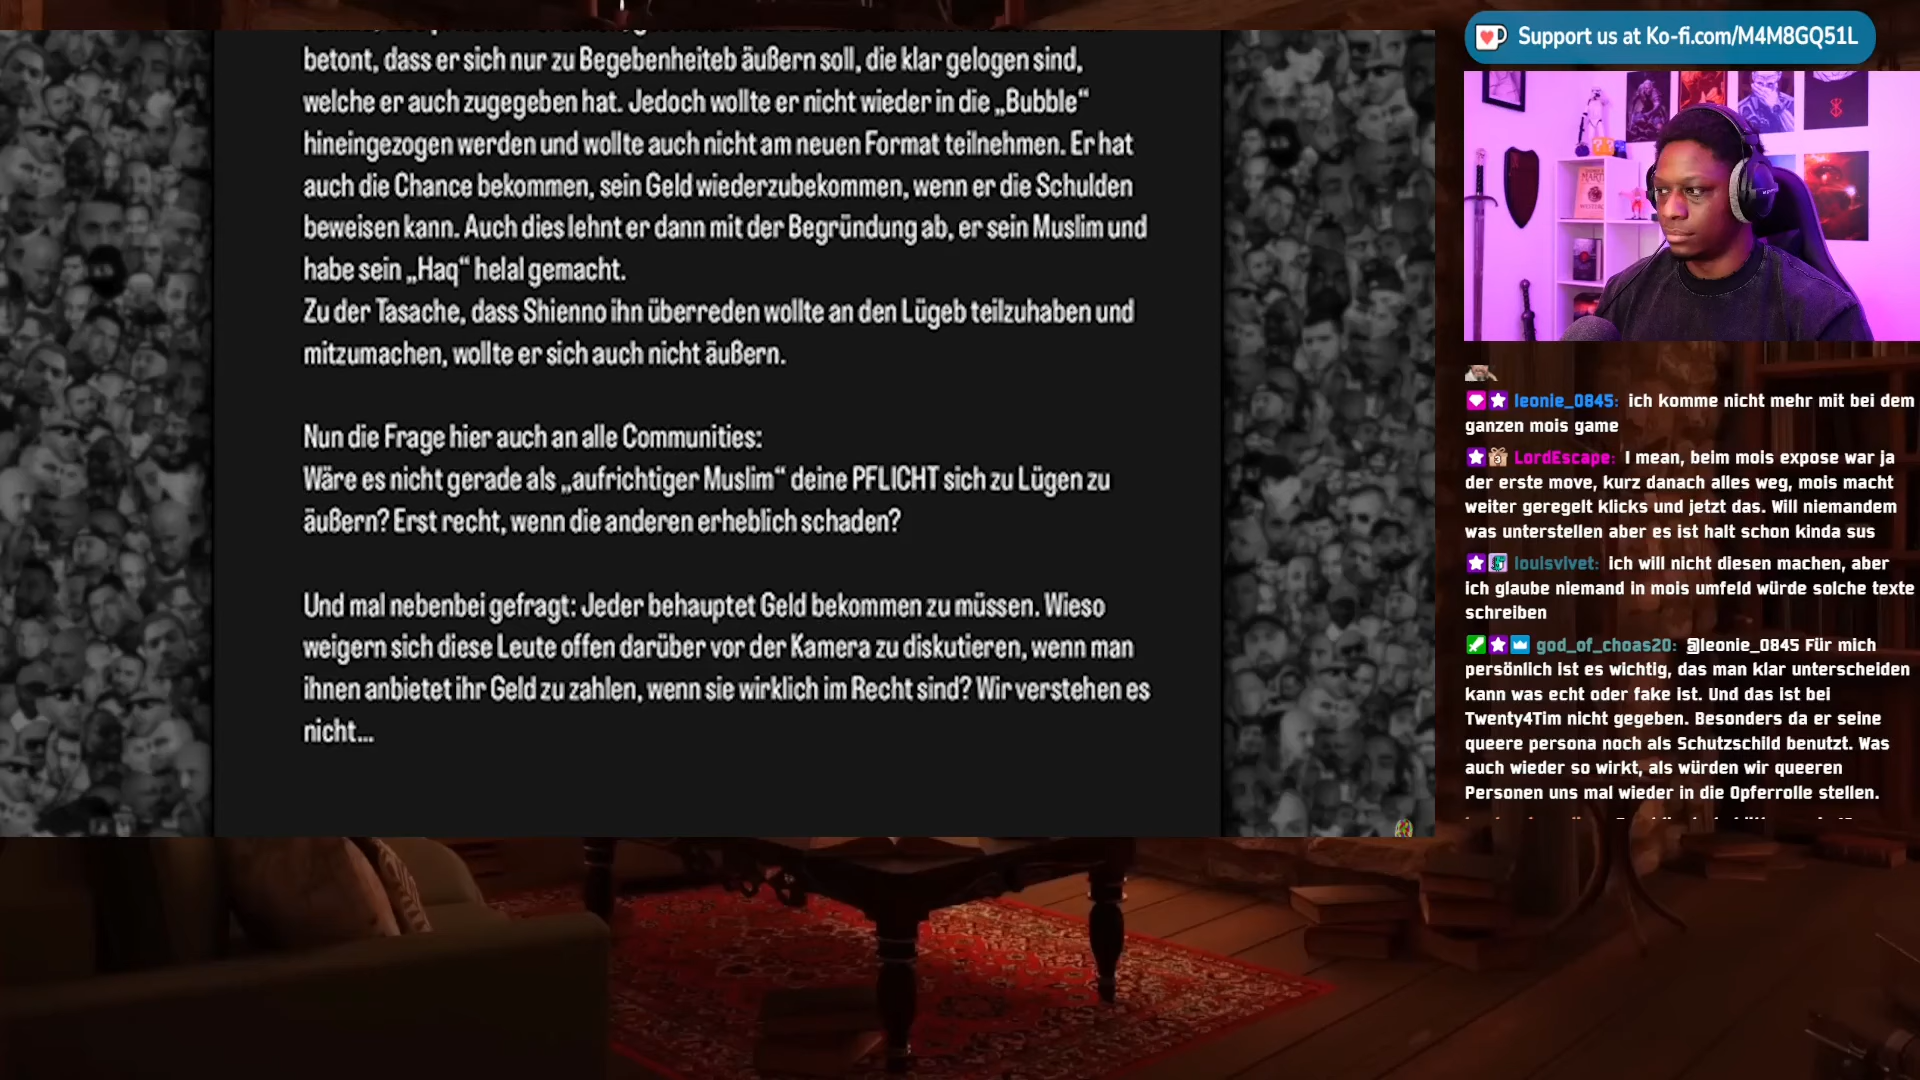 Support us at Ko-fi.com/M4M8GQ51L
betont, dass er sich nur zu Begebenheiteb äußern soll, die klar gelogen sind,
welche er auch zugegeben hat. Jedoch wollte er nicht wieder in die „Bubble“
hineingezogen werden und wollte auch nicht am neuen Format teilnehmen. Er hat
auch die Chance bekommen, sein Geld wiederzubekommen, wenn er die Schulden
beweisen kann. Auch dies lehnt er dann mit der Begründung ab, er sein Muslim und
habe sein „Haq“ helal gemacht.
Zu der Tasache, dass Shienno ihn überreden wollte an den Lügeb teilzuhaben und
mitzumachen, wollte er sich auch nicht äußern.
Nun die Frage hier auch an alle Communities:
Wäre es nicht gerade als „aufrichtiger Muslim“ deine PFLICHT sich zu Lügen zu
äußern? Erst recht, wenn die anderen erheblich schaden?
Und mal nebenbei gefragt: Jeder behauptet Geld bekommen zu müssen. Wieso
weigern sich diese Leute offen darüber vor der Kamera zu diskutieren, wenn man
ihnen anbietet ihr Geld zu zahlen, wenn sie wirklich im Recht sind? Wir verstehen es
nicht...
leonie_0845: ich komme nicht mehr mit bei dem
ganzen mois game
LordEscape: I mean, beim mois expose war ja
der erste move, kurz danach alles weg, mois macht
weiter geregelt klicks und jetzt das. Will niemandem
was unterstellen aber es ist halt schon kinda sus
louisvlvet: ich will nicht diesen machen, aber
ich glaube niemand in mois umfeld würde solche texte
schreiben
god_of_choas20: @leonie_0845 Für mich
persönlich ist es wichtig, das man klar unterscheiden
kann was echt oder fake ist. Und das ist bei
Twenty4Tim nicht gegeben. Besonders da er seine
queere persona noch als Schutzschild benutzt. Was
auch wieder so wirkt, als würden wir queeren
Personen uns mal wieder in die Opferrolle stellen.